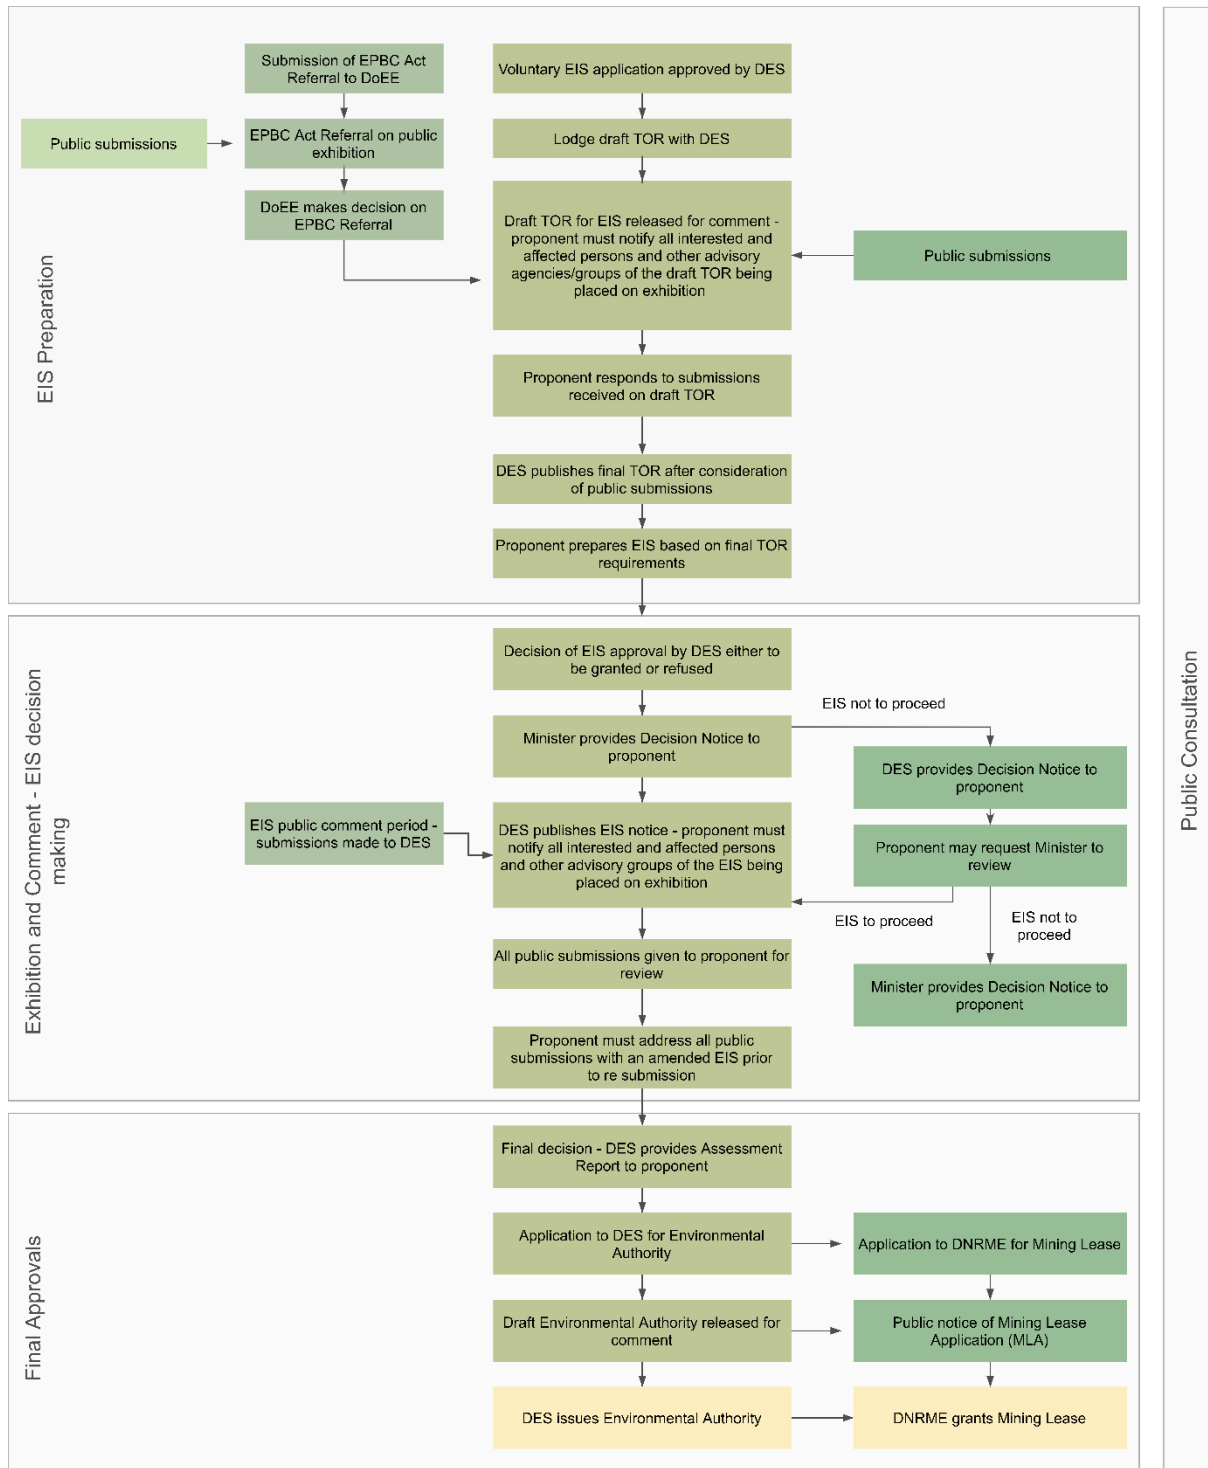 EIS Preparation
Submission of EPBC Act
Referral to DoEE
Public submissions
EPBC Act Referral on public
exhibition
DoEE makes decision on
EPBC Referral
Voluntary EIS application approved by DES
Lodge draft TOR with DES
Draft TOR for EIS released for comment -
proponent must notify all interested and
affected persons and other advisory
agencies/groups of the draft TOR being
placed on exhibition
Public submissions
Proponent responds to submissions
received on draft TOR
DES publishes final TOR after consideration
of public submissions
Proponent prepares EIS based on final TOR
requirements
Exhibition and Comment - EIS decision
making
Decision of EIS approval by DES either to
be granted or refused
Minister provides Decision Notice to
proponent
EIS not to proceed
DES provides Decision Notice to
proponent
EIS public comment period -
submissions made to DES
DES publishes EIS notice - proponent must
notify all interested and affected persons
and other advisory groups of the EIS being
placed on exhibition
Proponent may request Minister to
review
EIS to proceed
EIS not to
proceed
Minister provides Decision Notice to
proponent
All public submissions given to proponent for
review
Proponent must address all public
submissions with an amended EIS prior
to re submission
Final Approvals
Final decision - DES provides Assessment
Report to proponent
Application to DES for Environmental
Authority
Application to DNRME for Mining Lease
Draft Environmental Authority released for
comment
Public notice of Mining Lease
Application (MLA)
DES issues Environmental Authority
DNRME grants Mining Lease
Public Consultation